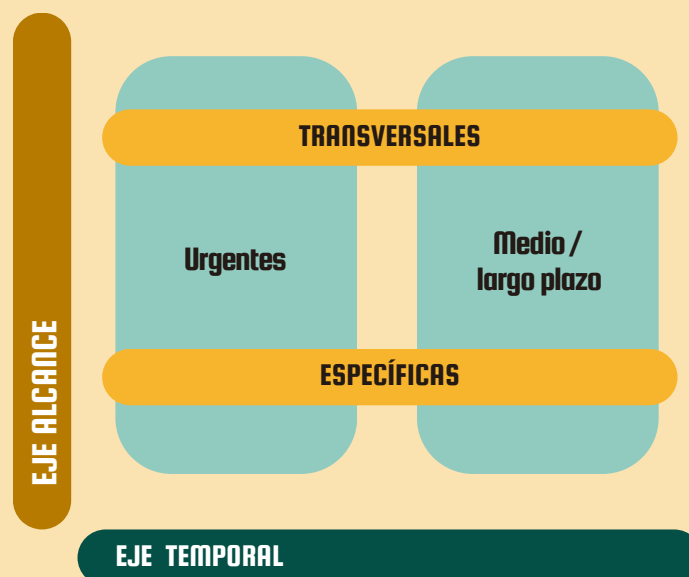 TRANSVERSALES
Urgentes
Medio /
largo plazo
ESPECÍFICAS
EJE ALCANCE
EJE TEMPORAL